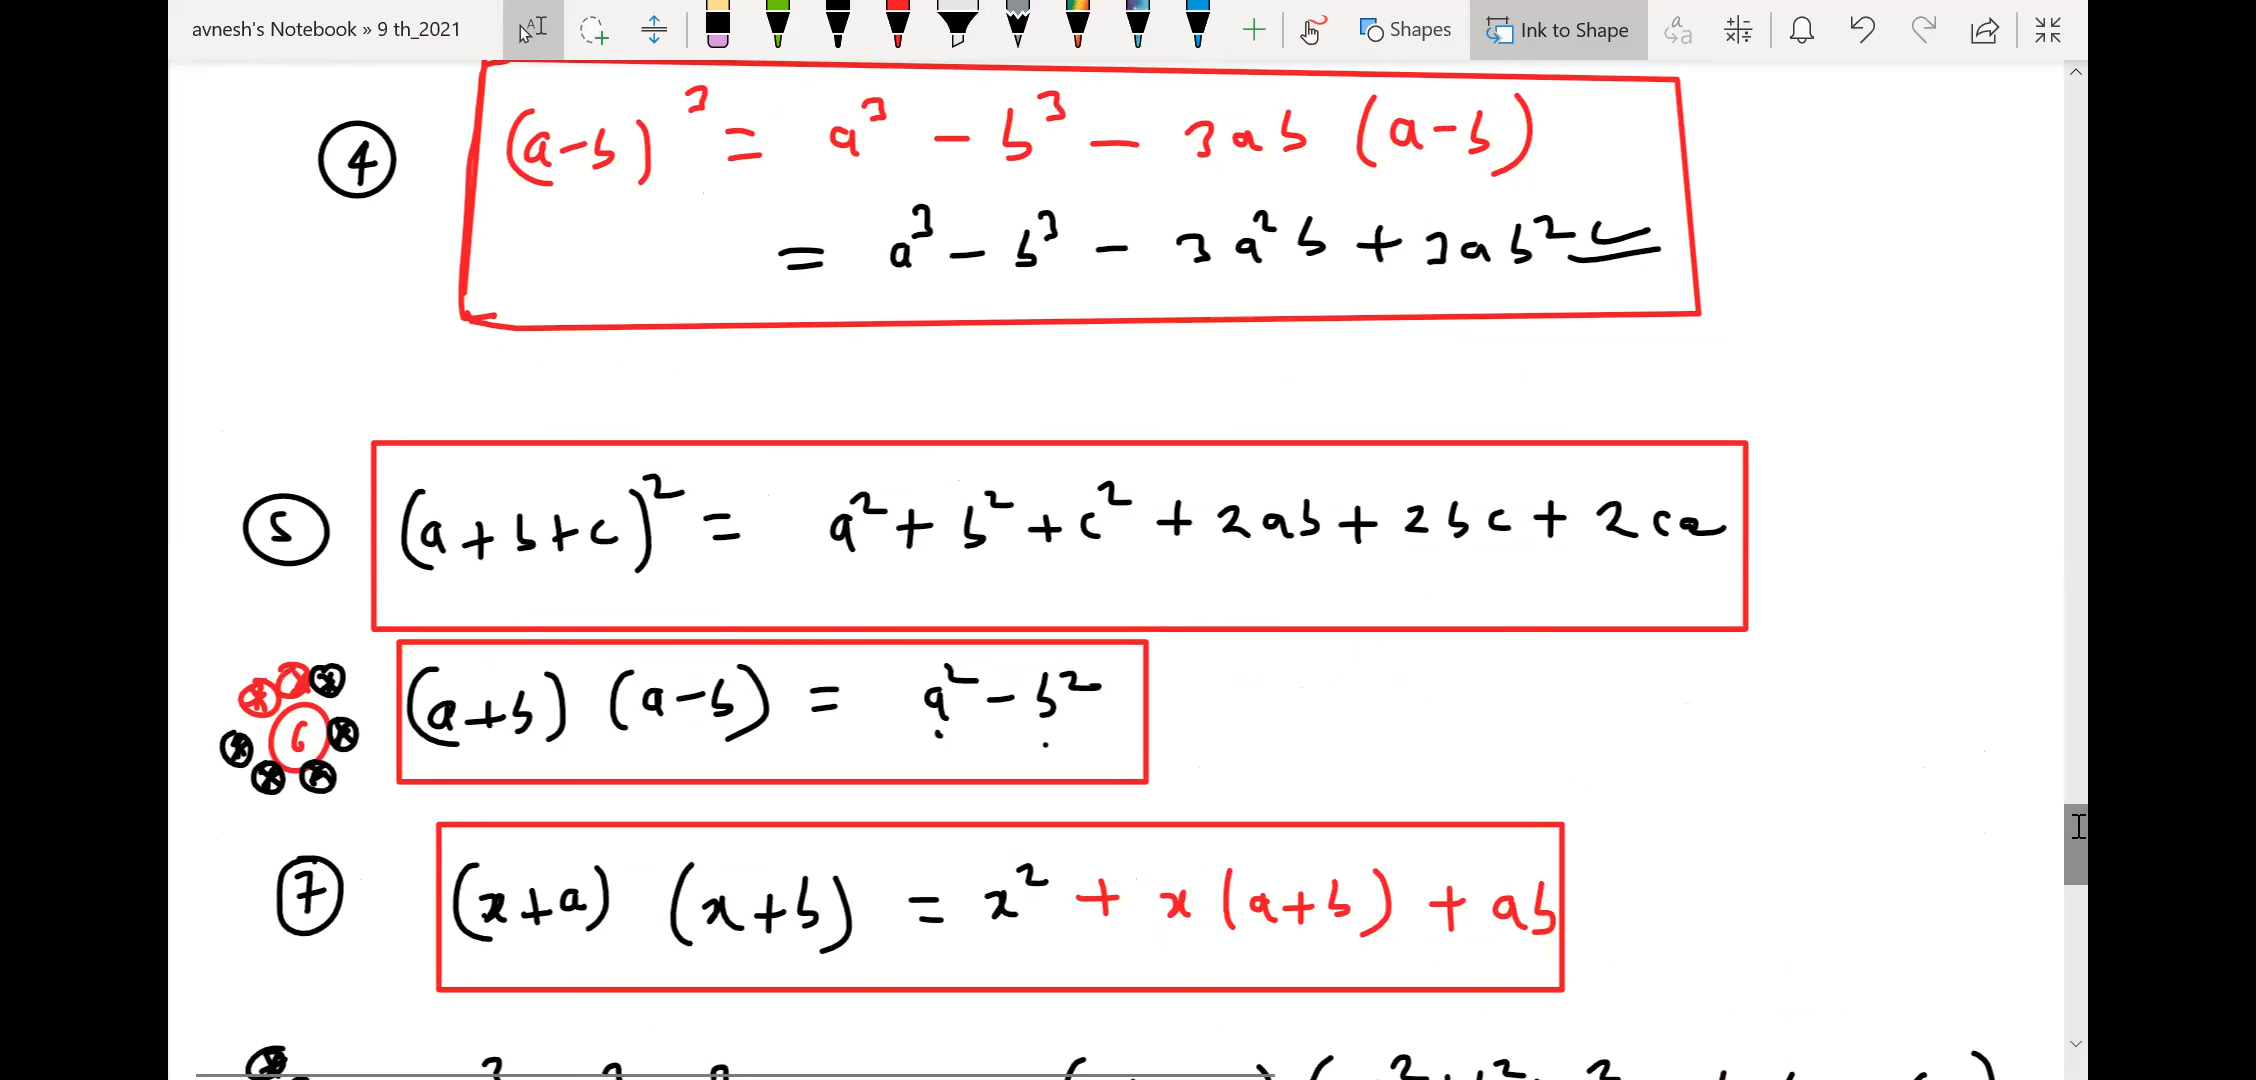 avnesh's Notebook » 9 th_2021
Shapes
Ink to Shape
④ (a-b)³ = a³ - b³ - 3ab (a-b)
= a³ - b³ - 3a²b + 3ab²
⑤ (a+b+c)² = a² + b² + c² + 2ab + 2bc + 2ca
⑥ (a+b) (a-b) = a² - b²
⑦ (x+a) (x+b) = x² + x(a+b) + ab